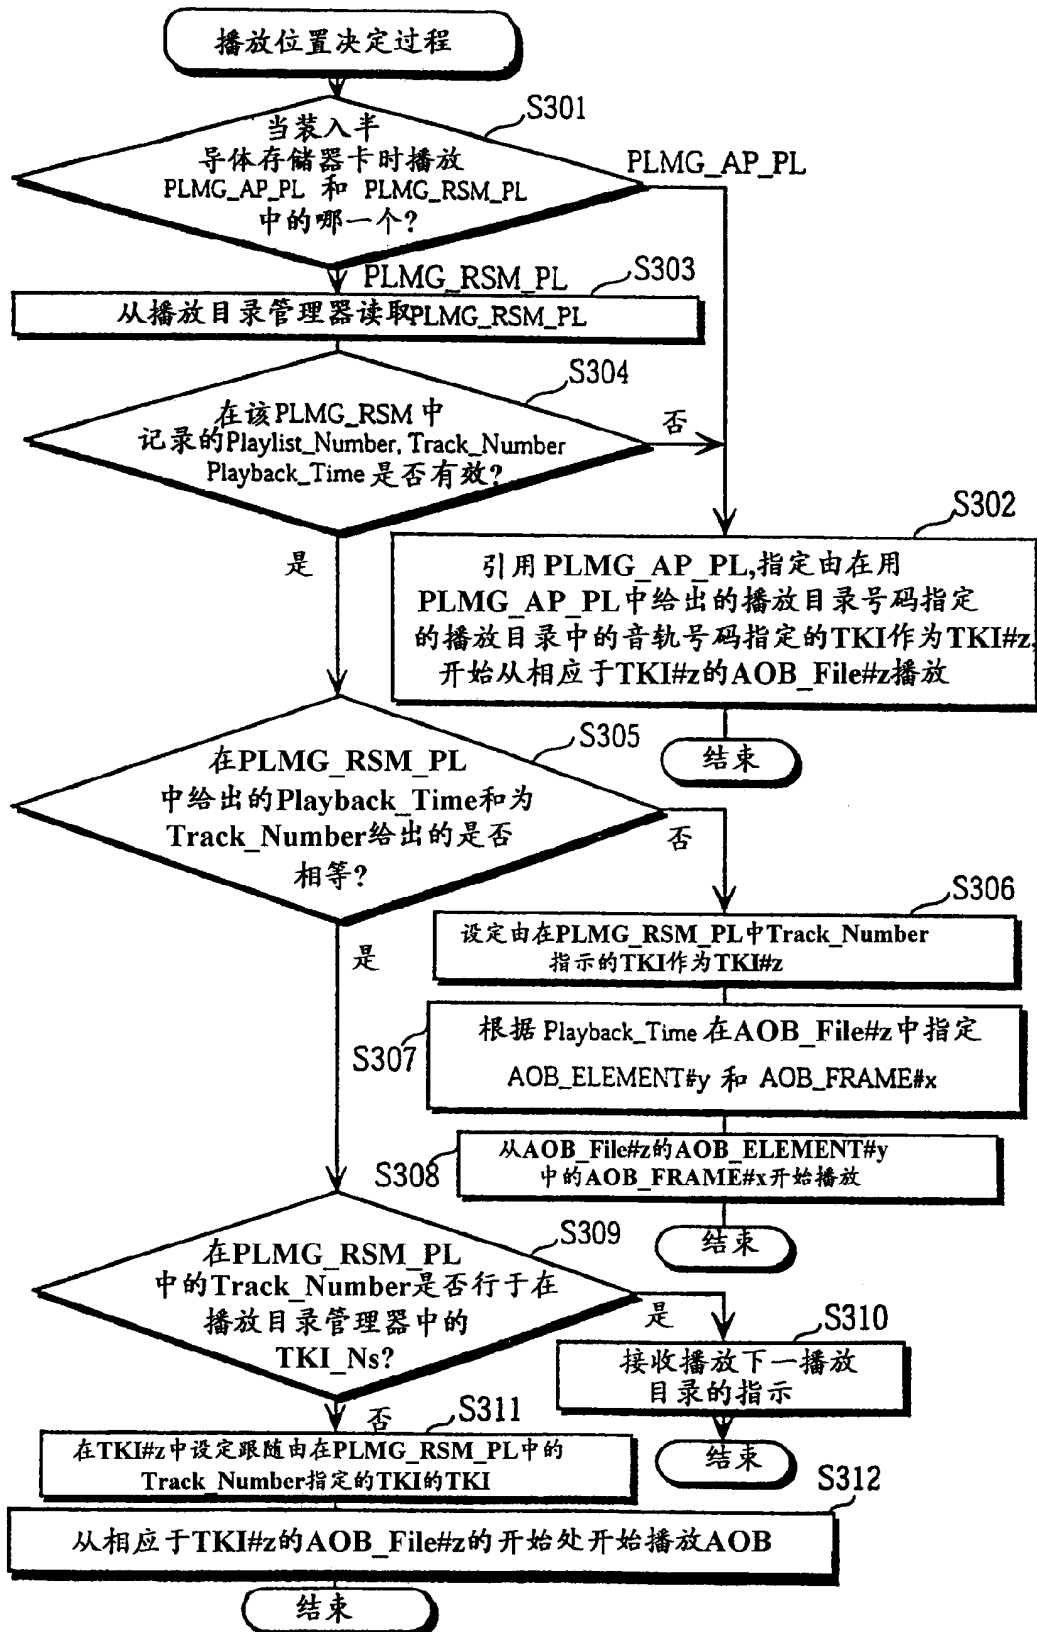 播放位置决定过程
S301
当装入半
导体存储器卡时播放
PLMG_AP_PL 和 PLMG_RSM_PL
中的哪一个?
PLMG_AP_PL
PLMG_RSM_PL
S303
从播放目录管理器读取PLMG_RSM_PL
S304
在该PLMG_RSM中
记录的Playlist_Number, Track_Number
Playback_Time是否有效?
否
是
S302
引用PLMG_AP_PL,指定由在用
PLMG_AP_PL中给出的播放目录号码指定
的播放目录中的音轨号码指定的TKI作为TKI#z,
开始从相应于TKI#z的AOB_File#z播放
结束
S305
在PLMG_RSM_PL
中给出的Playback_Time和为
Track_Number给出的是否
相等?
否
是
S306
设定由在PLMG_RSM_PL中Track_Number
指示的TKI作为TKI#z
S307
根据Playback_Time在AOB_File#z中指定
AOB_ELEMENT#y 和 AOB_FRAME#x
S308
从AOB_File#z的AOB_ELEMENT#y
中的AOB_FRAME#x开始播放
结束
S309
在PLMG_RSM_PL
中的Track_Number是否行于在
播放目录管理器中的
TKI_Ns?
是
否
S310
接收播放下一播放
目录的指示
结束
S311
在TKI#z中设定跟随由在PLMG_RSM_PL中的
Track_Number指定的TKI的TKI
S312
从相应于TKI#z的AOB_File#z的开始处开始播放AOB
结束